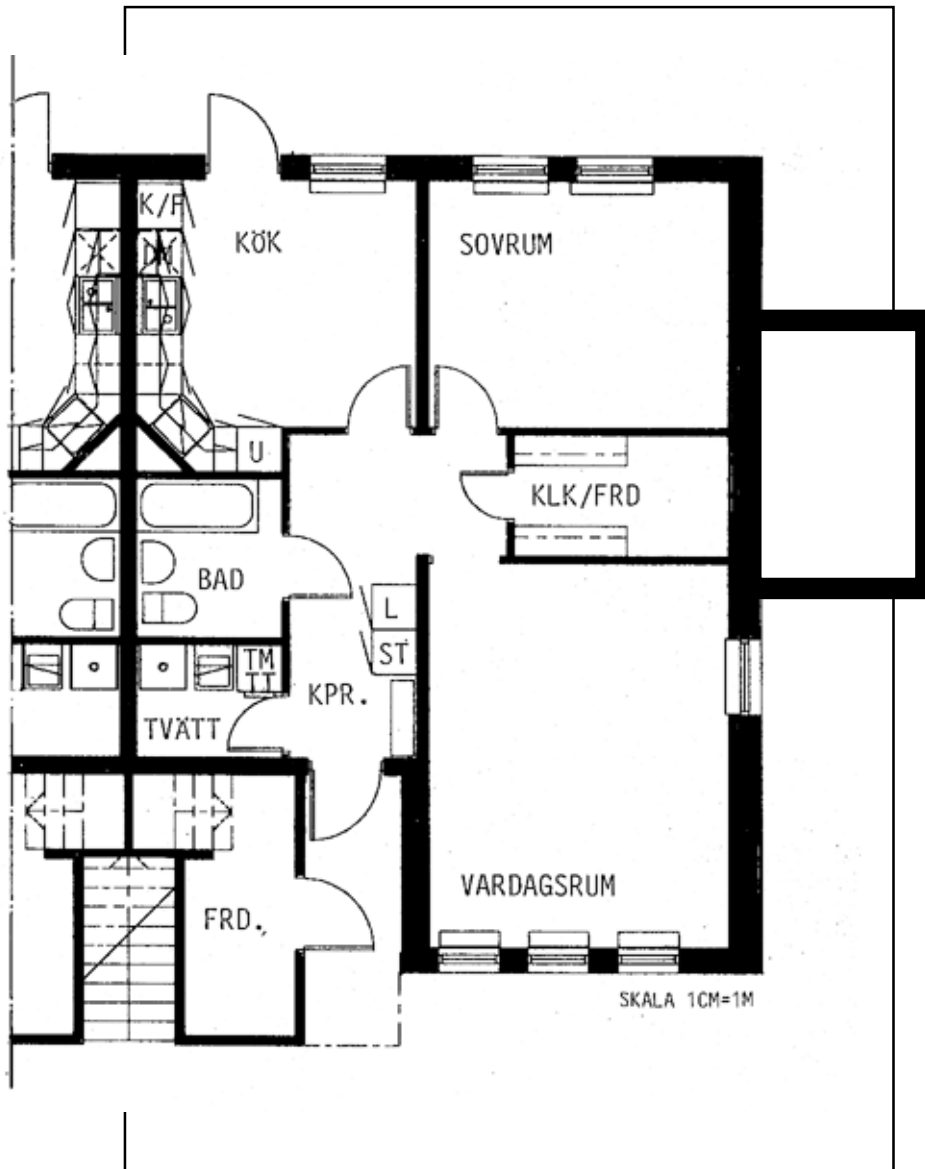 K/F
DM
KÖK
SOVRUM
U
KLK/FRD
BAD
L
ST
TM
TT
KPR.
TVÄTT
VARDAGSRUM
FRD.
SKALA 1CM=1M